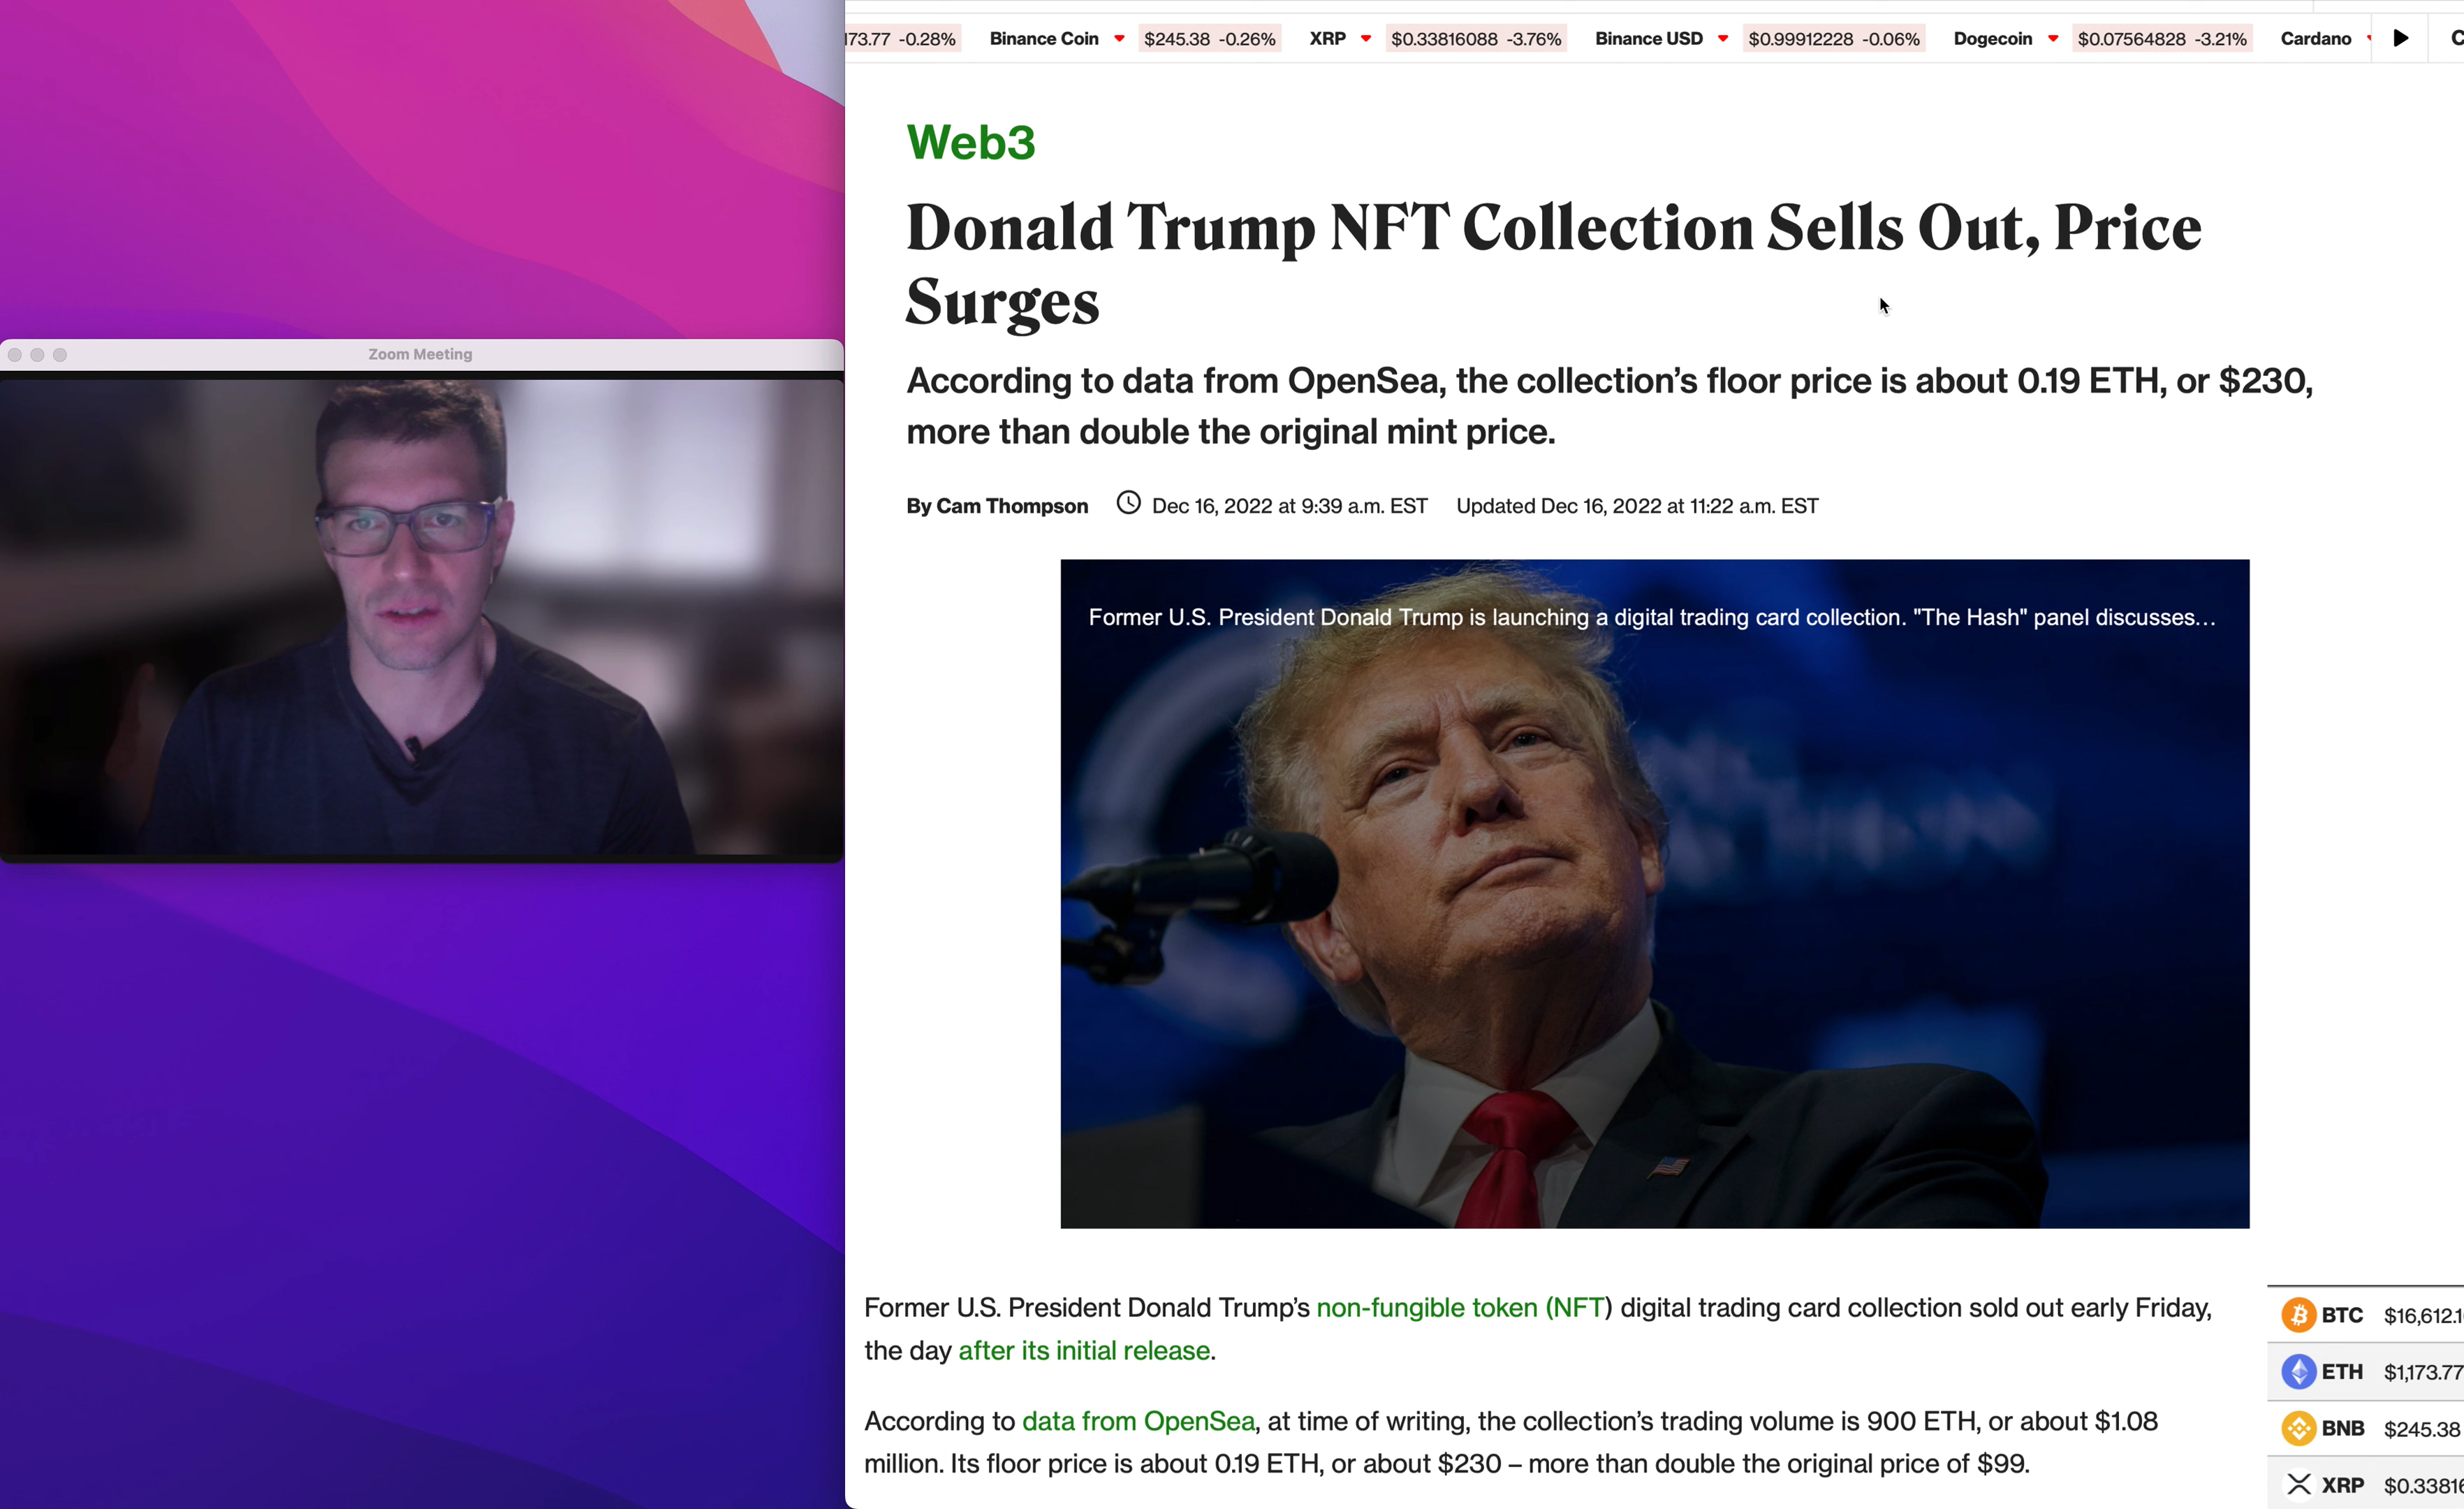 173.77 -0.28% Binance Coin $245.38 -0.26% XRP $0.33816088 -3.76% Binance USD $0.99912228 -0.06% Dogecoin $0.07564828 -3.21% Cardano
Web3
Donald Trump NFT Collection Sells Out, Price
Surges
According to data from OpenSea, the collection’s floor price is about 0.19 ETH, or $230,
more than double the original mint price.
By Cam Thompson Dec 16, 2022 at 9:39 a.m. EST Updated Dec 16, 2022 at 11:22 a.m. EST
Zoom Meeting
Former U.S. President Donald Trump is launching a digital trading card collection. "The Hash" panel discusses...
Former U.S. President Donald Trump’s non-fungible token (NFT) digital trading card collection sold out early Friday,
the day after its initial release.
According to data from OpenSea, at time of writing, the collection’s trading volume is 900 ETH, or about $1.08
million. Its floor price is about 0.19 ETH, or about $230 – more than double the original price of $99.
BTC $16,612.1
ETH $1,173.77
BNB $245.38
XRP $0.33816